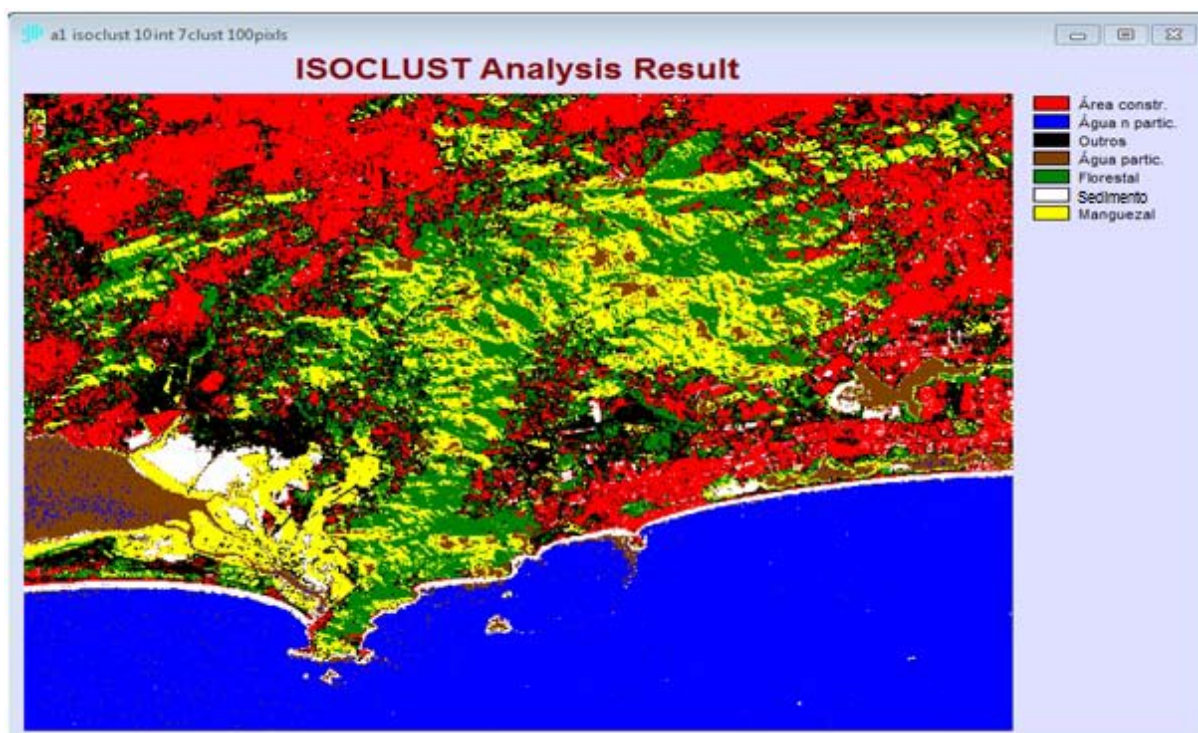 a1 isoclust 10int 7clust 100pixls
ISOCLUST Analysis Result
Área constr.
Água n partic.
Outros
Água partic.
Florestal
Sedimento
Manguezal